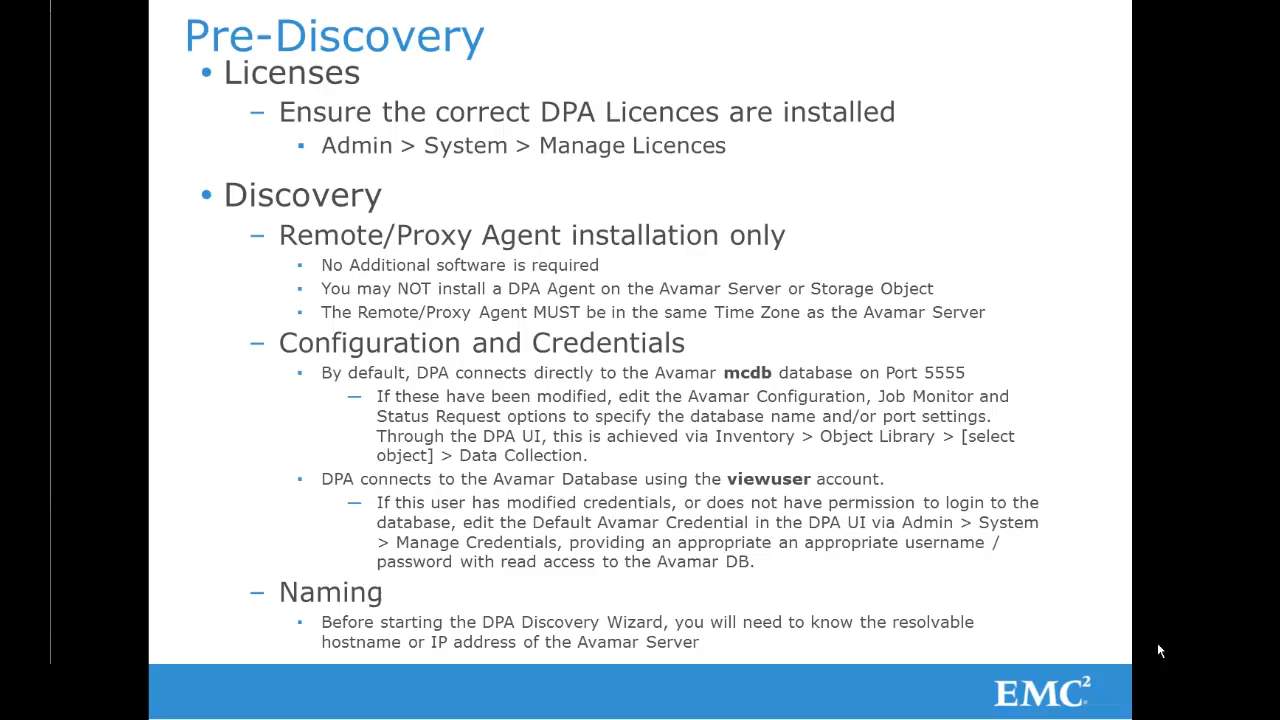 Pre-Discovery
• Licenses
– Ensure the correct DPA Licences are installed
▪ Admin > System > Manage Licences
• Discovery
– Remote/Proxy Agent installation only
▪ No Additional software is required
▪ You may NOT install a DPA Agent on the Avamar Server or Storage Object
▪ The Remote/Proxy Agent MUST be in the same Time Zone as the Avamar Server
– Configuration and Credentials
▪ By default, DPA connects directly to the Avamar mcdb database on Port 5555
— If these have been modified, edit the Avamar Configuration, Job Monitor and
Status Request options to specify the database name and/or port settings.
Through the DPA UI, this is achieved via Inventory > Object Library > [select
object] > Data Collection.
▪ DPA connects to the Avamar Database using the viewuser account.
— If this user has modified credentials, or does not have permission to login to the
database, edit the Default Avamar Credential in the DPA UI via Admin > System
> Manage Credentials, providing an appropriate an appropriate username /
password with read access to the Avamar DB.
– Naming
▪ Before starting the DPA Discovery Wizard, you will need to know the resolvable
hostname or IP address of the Avamar Server
EMC²